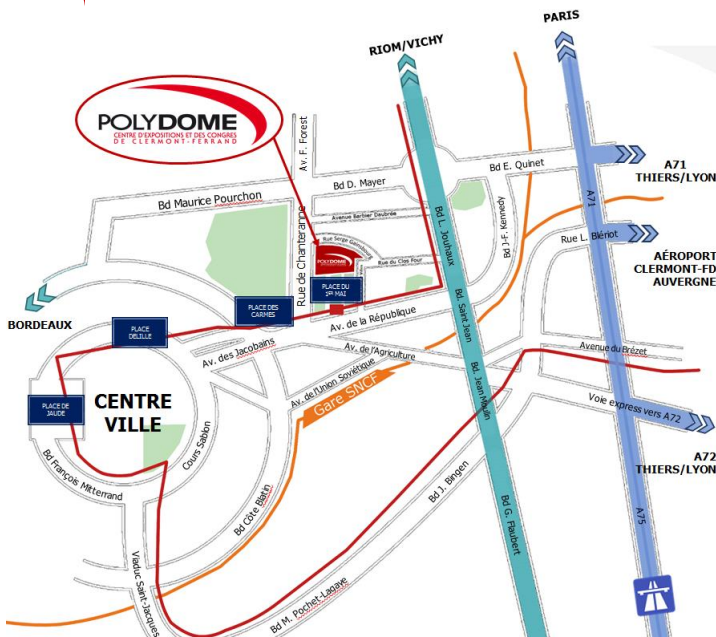 PARIS
RIOM/VICHY
POLYDOME
CENTRE D'EXPOSITIONS ET DES CONGRES
DE CLERMONT-FERRAND
Av. F. Forest
Bd E. Quinet
A71
THIERS/LYON
Bd D. Mayer
Bd Maurice Pourchon
A71
Avenue Barbier Daubrée
Bd L. Jouhaux
Bd J-F. Kennedy
Rue Serge Gainsbourg
Rue de Chanteranne
Rue L. Blériot
POLYDOME
Rue du Clos Four
AÉROPORT
CLERMONT-FD
AUVERGNE
PLACE DU
1ER MAI
BORDEAUX
PLACE DES
CARMES
Bd. Saint Jean
PLACE
DELILLE
Av. de la République
Av. des Jacobains
Av. de l'Agriculture
Avenue du Brézet
Av. de l'Union Soviétique
Bd. Jean Moulin
Gare SNCF
PLACE DE
JAUDE
CENTRE
VILLE
Voie express vers A72
A72
THIERS/LYON
Cours Sablon
Bd François Mitterrand
Bd Côte Blatin
Bd J. Bingen
Bd G. Flaubert
A75
Viaduc Saint-Jacques
Bd M. Pochet-Lagaye